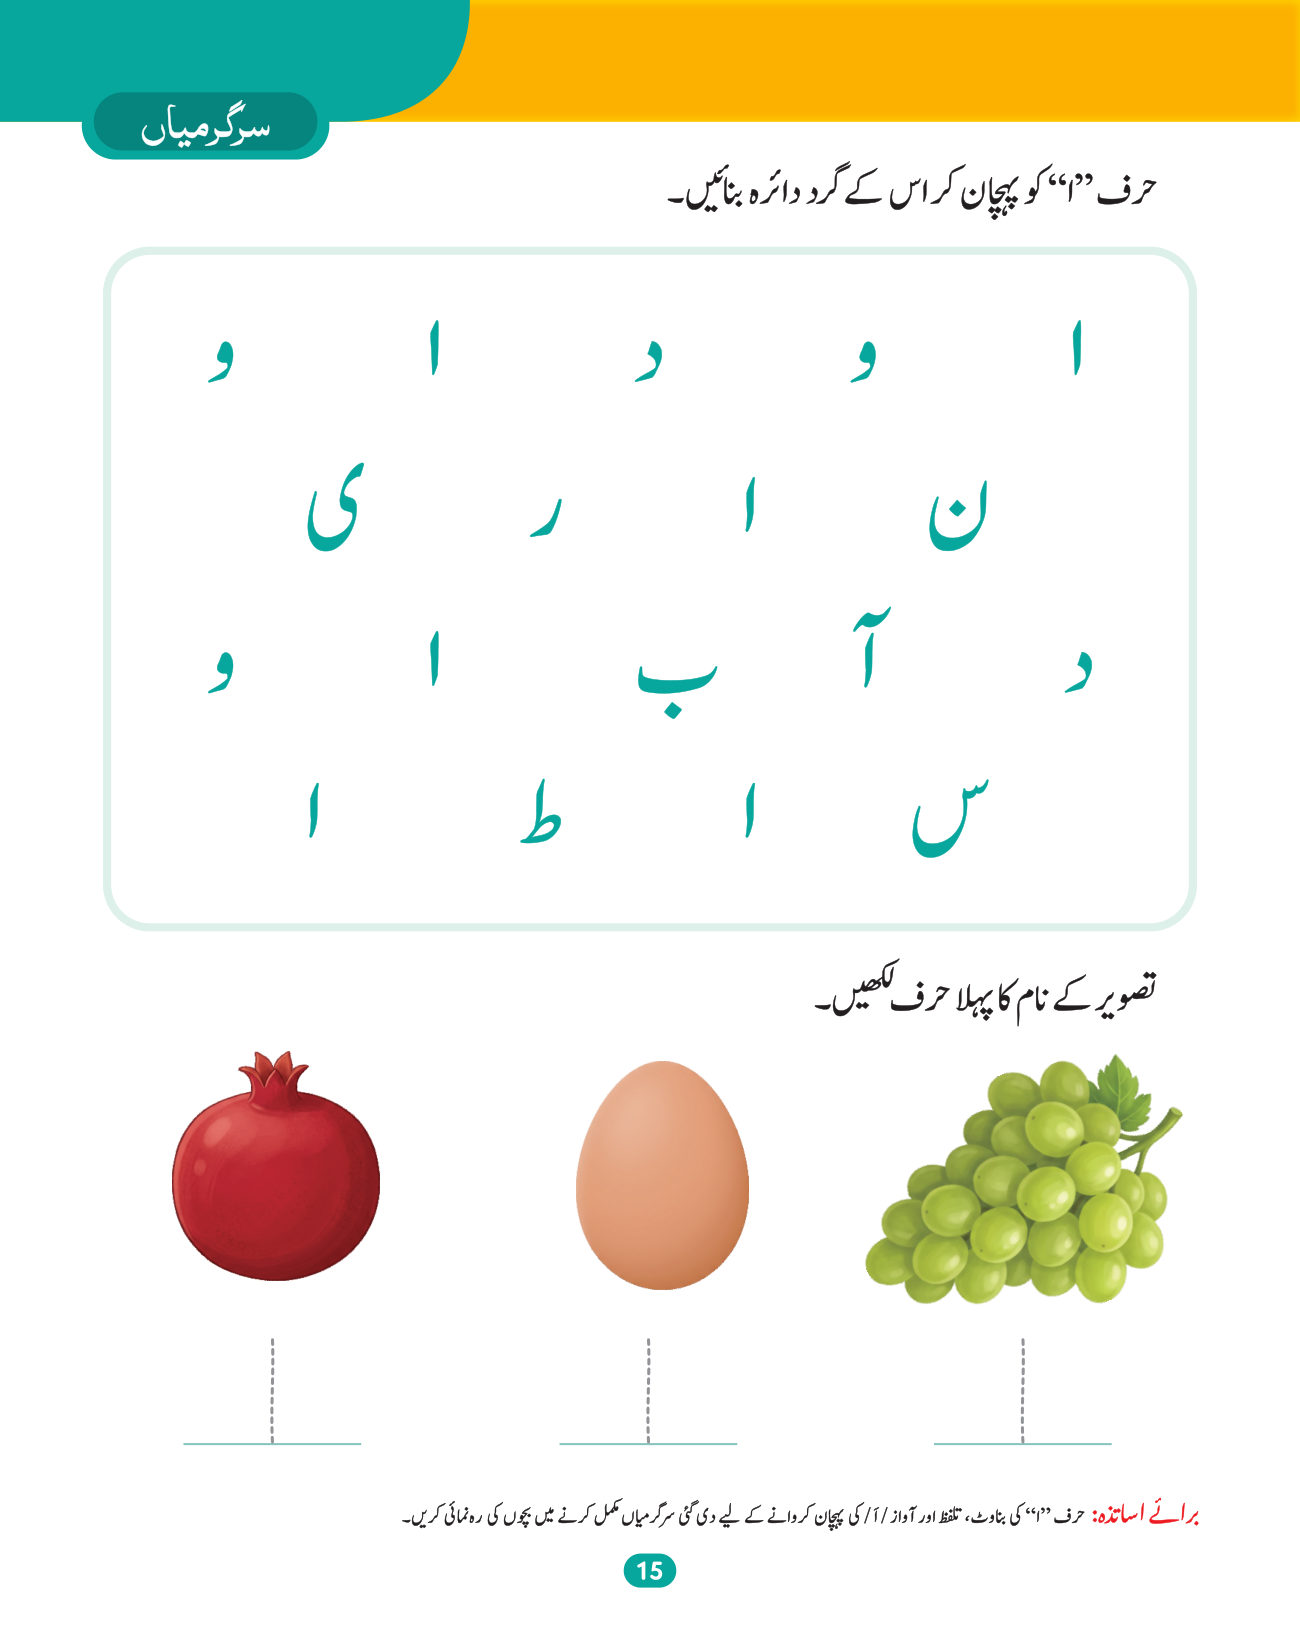 سرگرمیاں
حرف ”ا“ کو پہچان کر اس کے گرد دائرہ بنائیں۔
ا و د ا و
ن ا ر ی
د آ ب ا و
س ا ط ا
تصویر کے نام کا پہلا حرف لکھیں۔
ا ا ا
برائے اساتذہ: حرف ”ا“ کی بناوٹ، تلفظ اور آواز /اَ/ کی پہچان کروانے کے لیے دی گئی سرگرمیاں مکمل کرنے میں بچوں کی رہ نمائی کریں۔
15